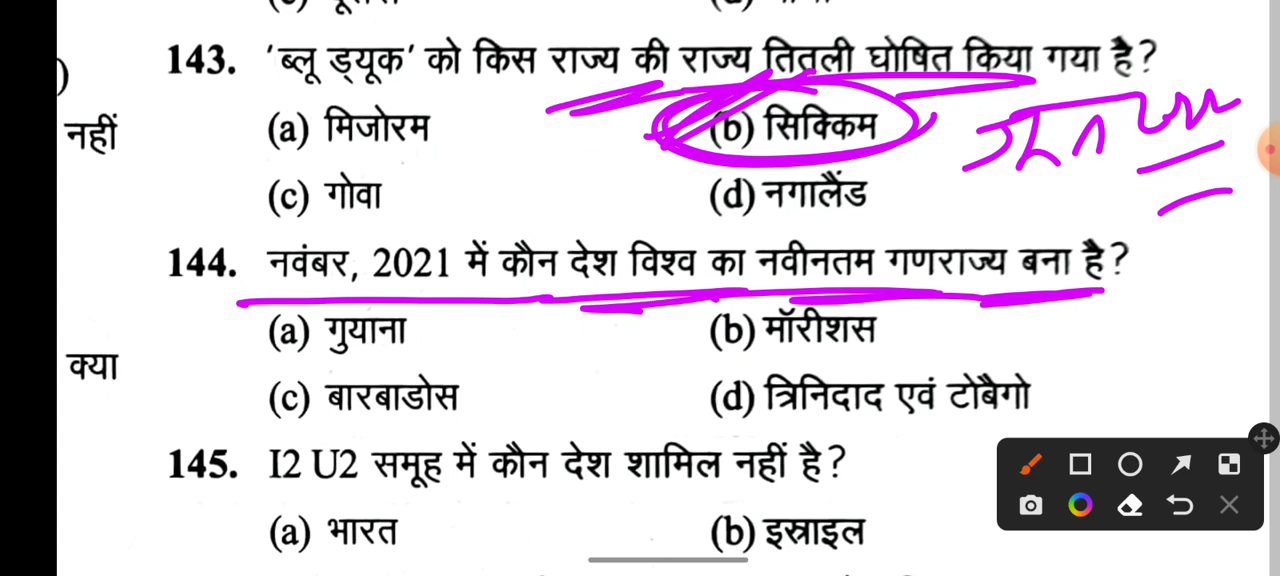 )
143. 'ब्लू ड्यूक' को किस राज्य की राज्य तितली घोषित किया गया है?
नहीं
(a) मिजोरम (b) सिक्किम
(c) गोवा (d) नगालैंड
144. नवंबर, 2021 में कौन देश विश्व का नवीनतम गणराज्य बना है?
(a) गुयाना (b) मॉरीशस
क्या
(c) बारबाडोस (d) त्रिनिदाद एवं टोबैगो
145. I2 U2 समूह में कौन देश शामिल नहीं है?
(a) भारत (b) इस्राइल